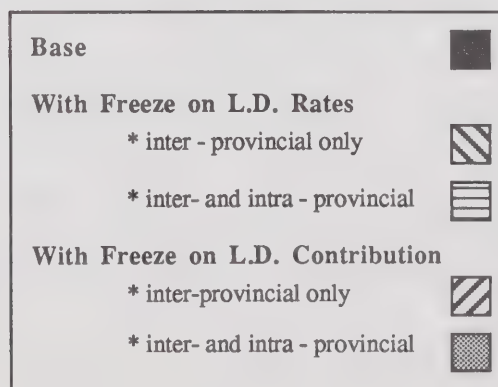 Base
With Freeze on L.D. Rates
* inter - provincial only
* inter- and intra - provincial
With Freeze on L.D. Contribution
* inter-provincial only
* inter- and intra - provincial